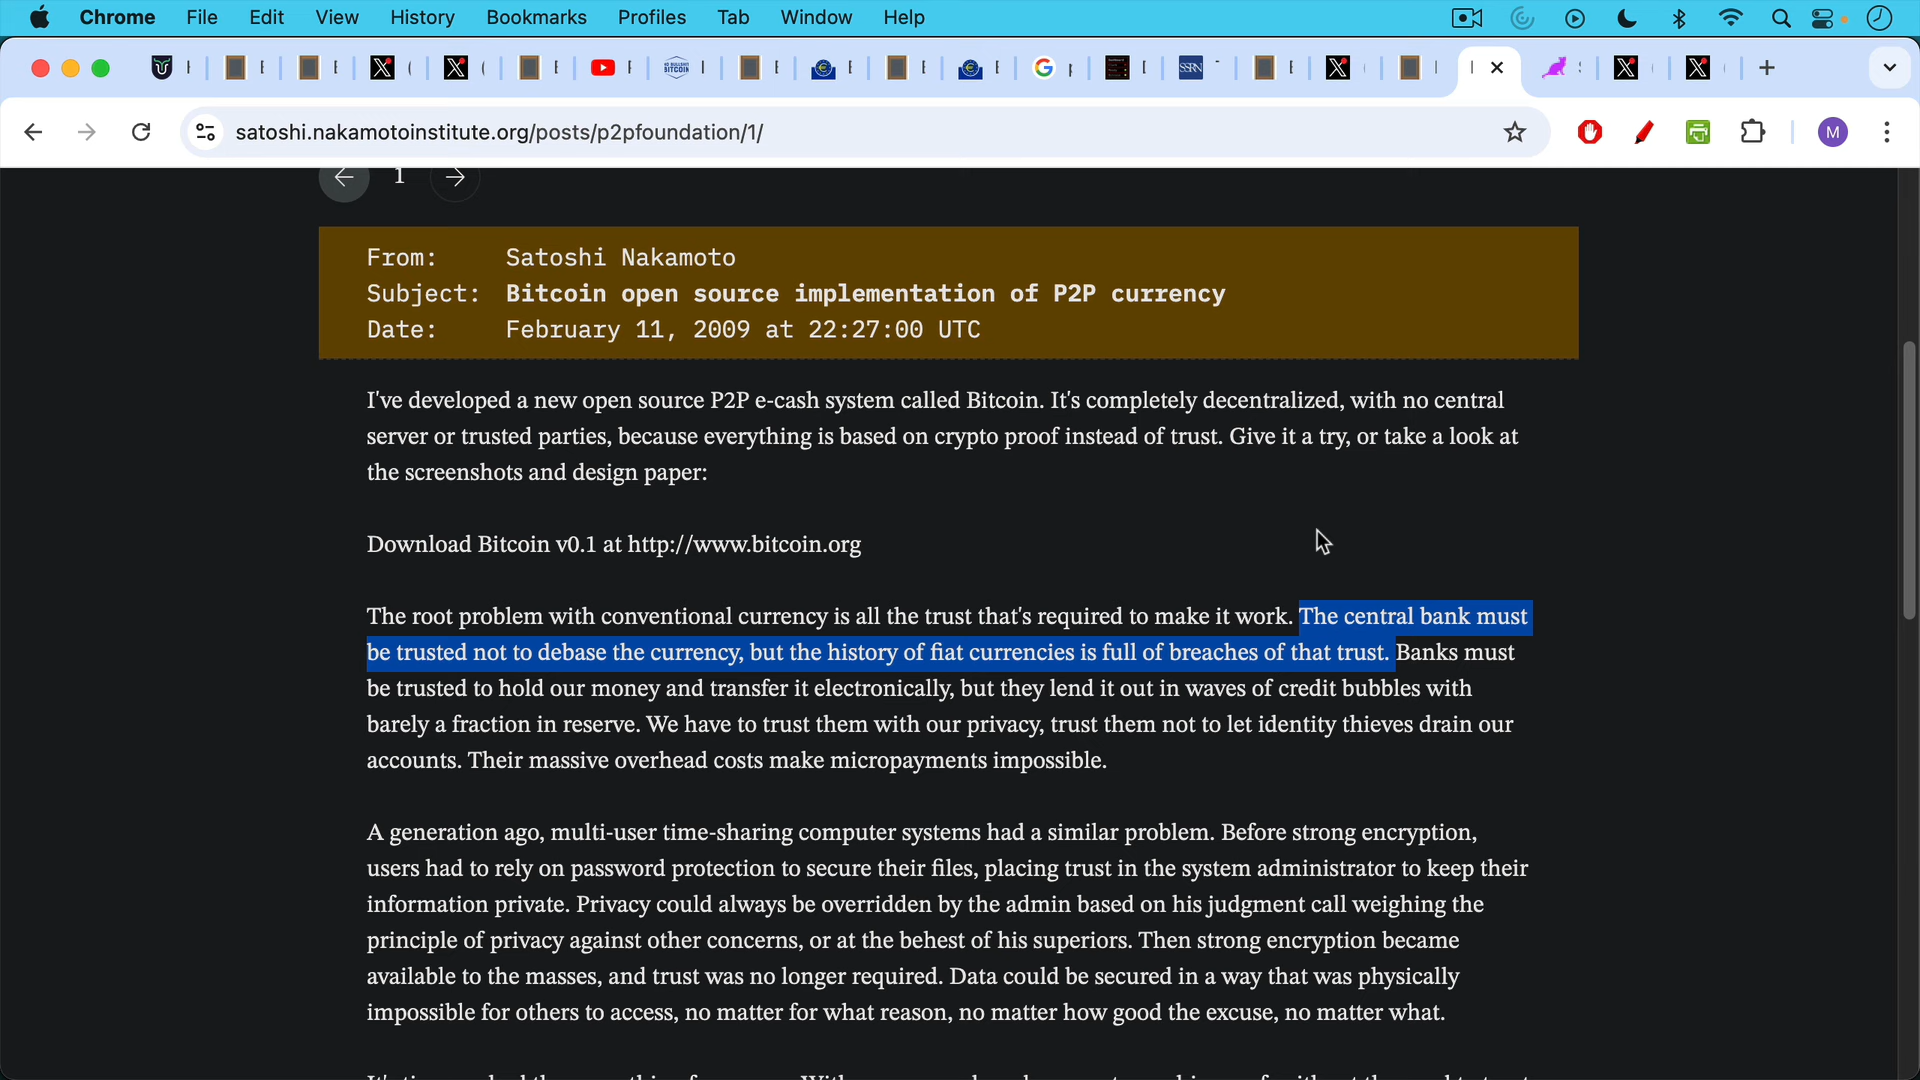 Chrome File Edit View History Bookmarks Profiles Tab Window Help
satoshi.nakamotoinstitute.org/posts/p2pfoundation/1/
M
1
From: Satoshi Nakamoto
Subject: Bitcoin open source implementation of P2P currency
Date: February 11, 2009 at 22:27:00 UTC
I've developed a new open source P2P e-cash system called Bitcoin. It's completely decentralized, with no central
server or trusted parties, because everything is based on crypto proof instead of trust. Give it a try, or take a look at
the screenshots and design paper:
Download Bitcoin v0.1 at http://www.bitcoin.org
The root problem with conventional currency is all the trust that's required to make it work. The central bank must
be trusted not to debase the currency, but the history of fiat currencies is full of breaches of that trust. Banks must
be trusted to hold our money and transfer it electronically, but they lend it out in waves of credit bubbles with
barely a fraction in reserve. We have to trust them with our privacy, trust them not to let identity thieves drain our
accounts. Their massive overhead costs make micropayments impossible.
A generation ago, multi-user time-sharing computer systems had a similar problem. Before strong encryption,
users had to rely on password protection to secure their files, placing trust in the system administrator to keep their
information private. Privacy could always be overridden by the admin based on his judgment call weighing the
principle of privacy against other concerns, or at the behest of his superiors. Then strong encryption became
available to the masses, and trust was no longer required. Data could be secured in a way that was physically
impossible for others to access, no matter for what reason, no matter how good the excuse, no matter what.